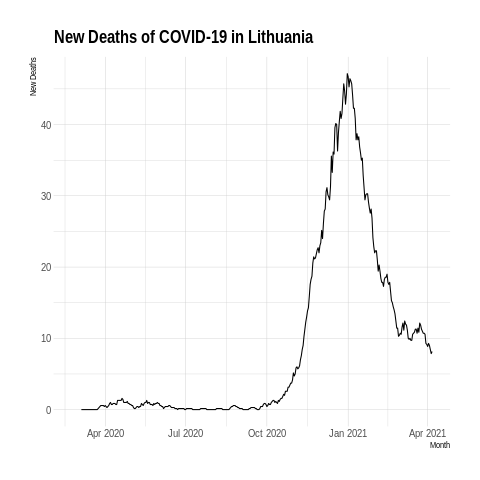 New Deaths of COVID-19 in Lithuania
New Deaths
40
30
20
10
0
Apr 2020 Jul 2020 Oct 2020 Jan 2021 Apr 2021
Month